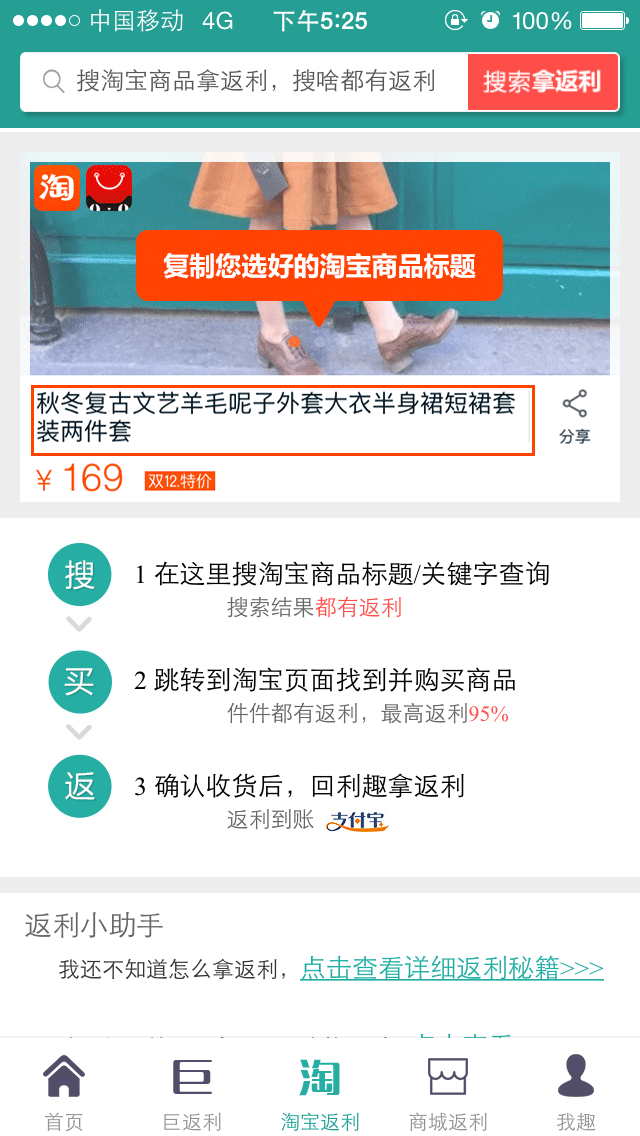 中国移动 4G 下午5:25 100%
搜淘宝商品拿返利，搜啥都有返利 搜索拿返利
淘
复制您选好的淘宝商品标题
秋冬复古文艺羊毛呢子外套大衣半身裙短裙套
装两件套
分享
¥ 169 双12.特价
搜 1 在这里搜淘宝商品标题/关键字查询
搜索结果都有返利
买 2 跳转到淘宝页面找到并购买商品
件件都有返利，最高返利95%
返 3 确认收货后，回利趣拿返利
返利到账 支付宝
返利小助手
我还不知道怎么拿返利，点击查看详细返利秘籍>>>
巨 淘
首页 巨返利 淘宝返利 商城返利 我趣